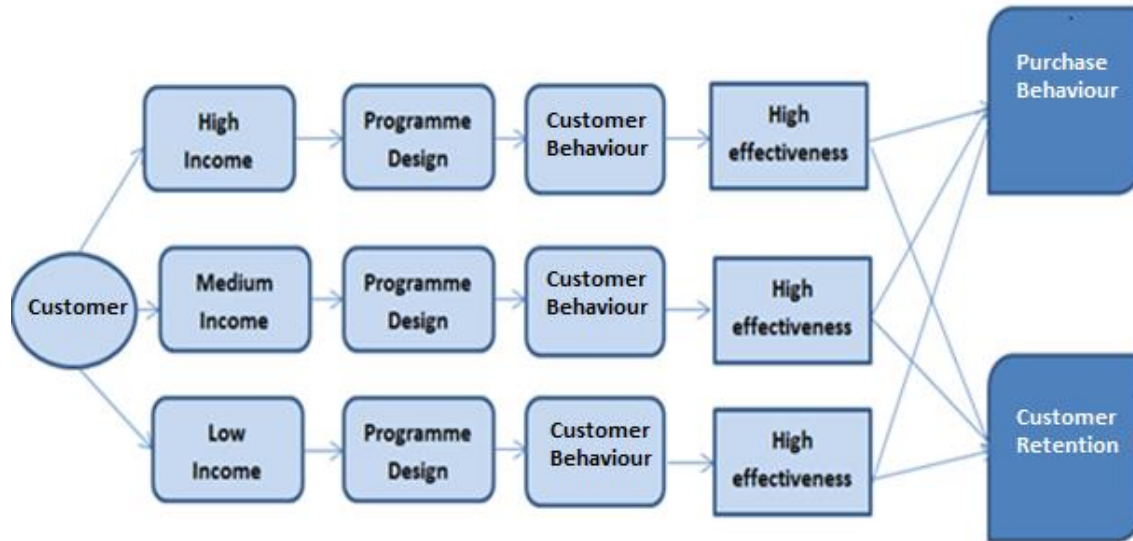 Purchase
Behaviour
High
Income
Programme
Design
Customer
Behaviour
High
effectiveness
Customer
Medium
Income
Programme
Design
Customer
Behaviour
High
effectiveness
Low
Income
Programme
Design
Customer
Behaviour
High
effectiveness
Customer
Retention